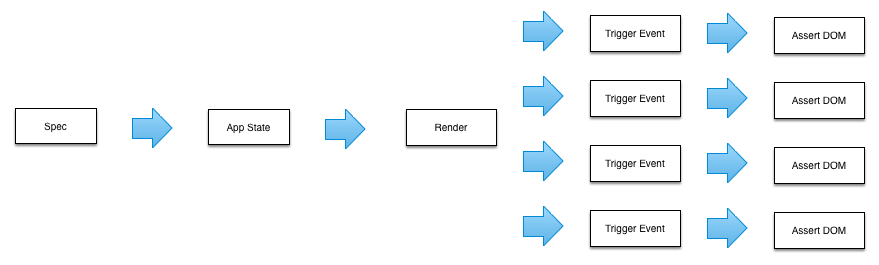 Spec
App State
Render
Trigger Event
Assert DOM
Trigger Event
Assert DOM
Trigger Event
Assert DOM
Trigger Event
Assert DOM